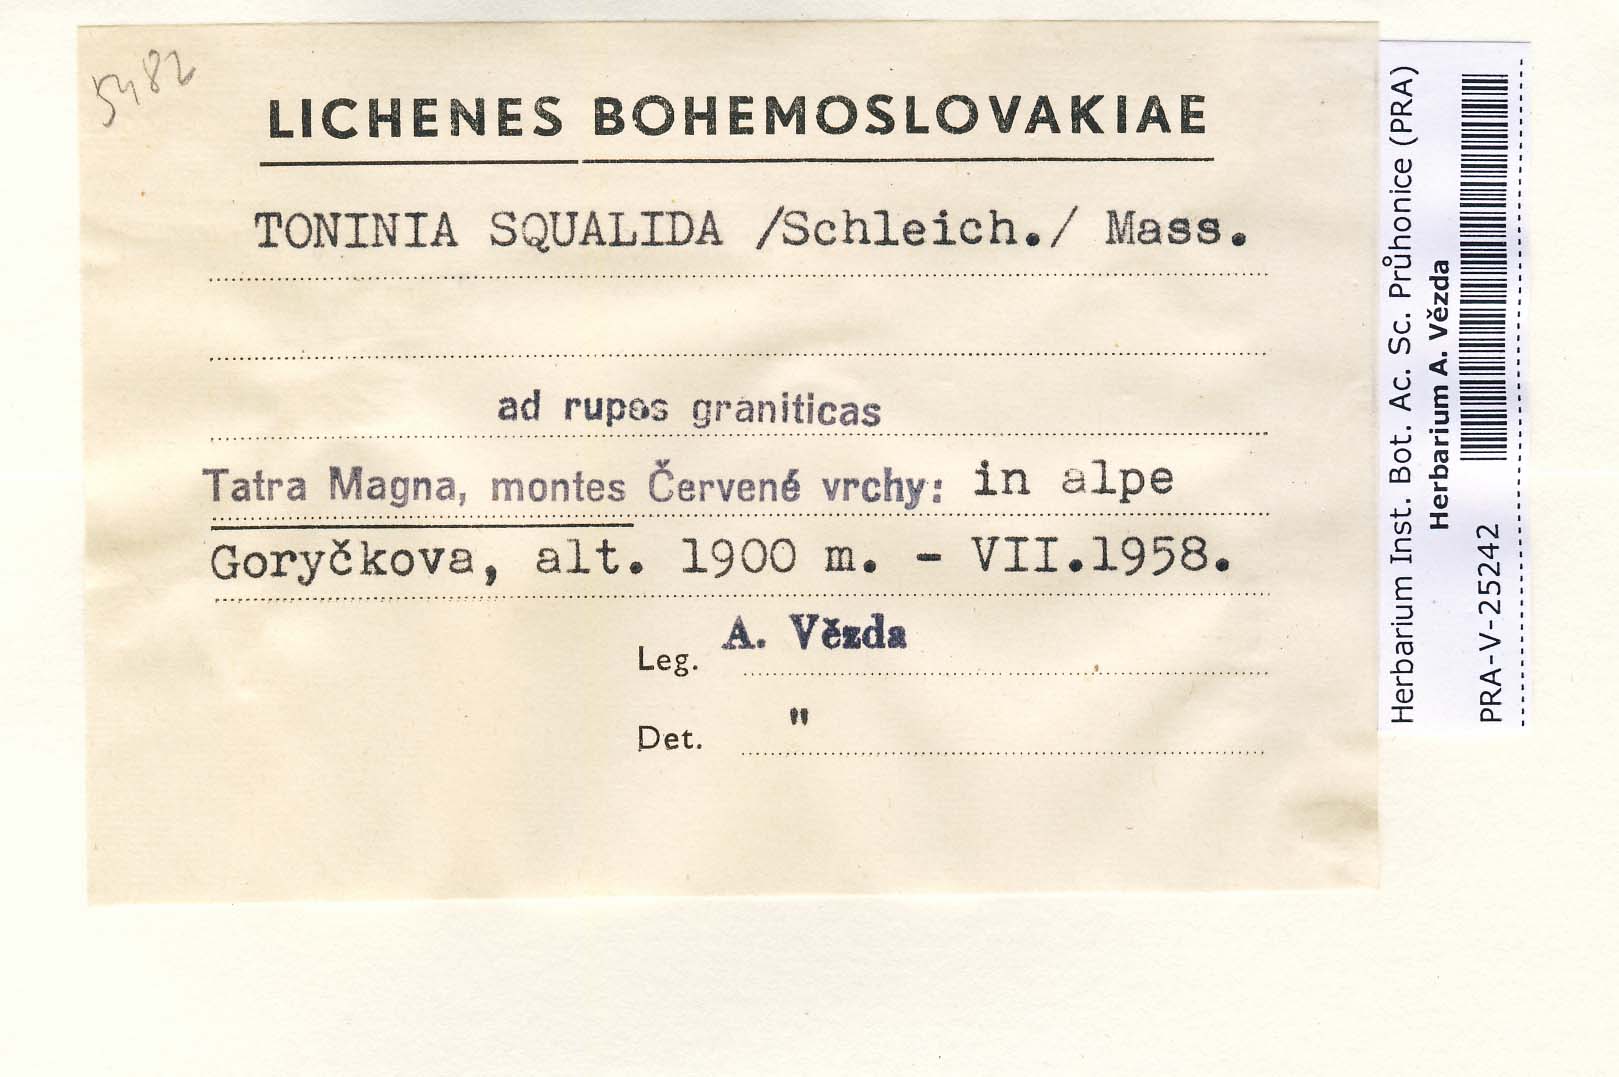 5482
LICHENES BOHEMOSLOVAKIAE
TONINIA SQUALIDA /Schleich./ Mass.
ad rupes graniticas
Tatra Magna, montes Červené vrchy: in alpe
Goryčkova, alt. 1900 m. - VII.1958.
Leg. A. Vězda
Det. "
Herbarium Inst. Bot. Ac. Sc. Průhonice (PRA)
Herbarium A. Vězda
PRA-V-25242